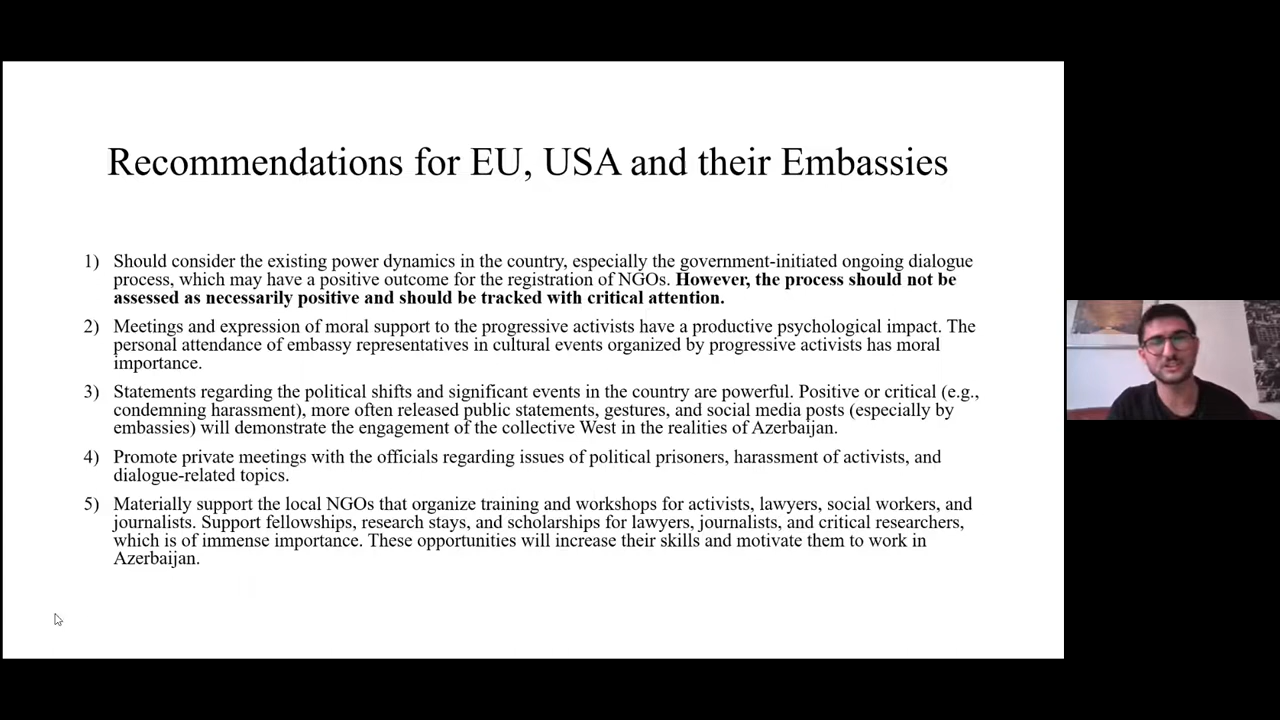 Recommendations for EU, USA and their Embassies
1) Should consider the existing power dynamics in the country, especially the government-initiated ongoing dialogue
process, which may have a positive outcome for the registration of NGOs. However, the process should not be
assessed as necessarily positive and should be tracked with critical attention.
2) Meetings and expression of moral support to the progressive activists have a productive psychological impact. The
personal attendance of embassy representatives in cultural events organized by progressive activists has moral
importance.
3) Statements regarding the political shifts and significant events in the country are powerful. Positive or critical (e.g.,
condemning harassment), more often released public statements, gestures, and social media posts (especially by
embassies) will demonstrate the engagement of the collective West in the realities of Azerbaijan.
4) Promote private meetings with the officials regarding issues of political prisoners, harassment of activists, and
dialogue-related topics.
5) Materially support the local NGOs that organize training and workshops for activists, lawyers, social workers, and
journalists. Support fellowships, research stays, and scholarships for lawyers, journalists, and critical researchers,
which is of immense importance. These opportunities will increase their skills and motivate them to work in
Azerbaijan.